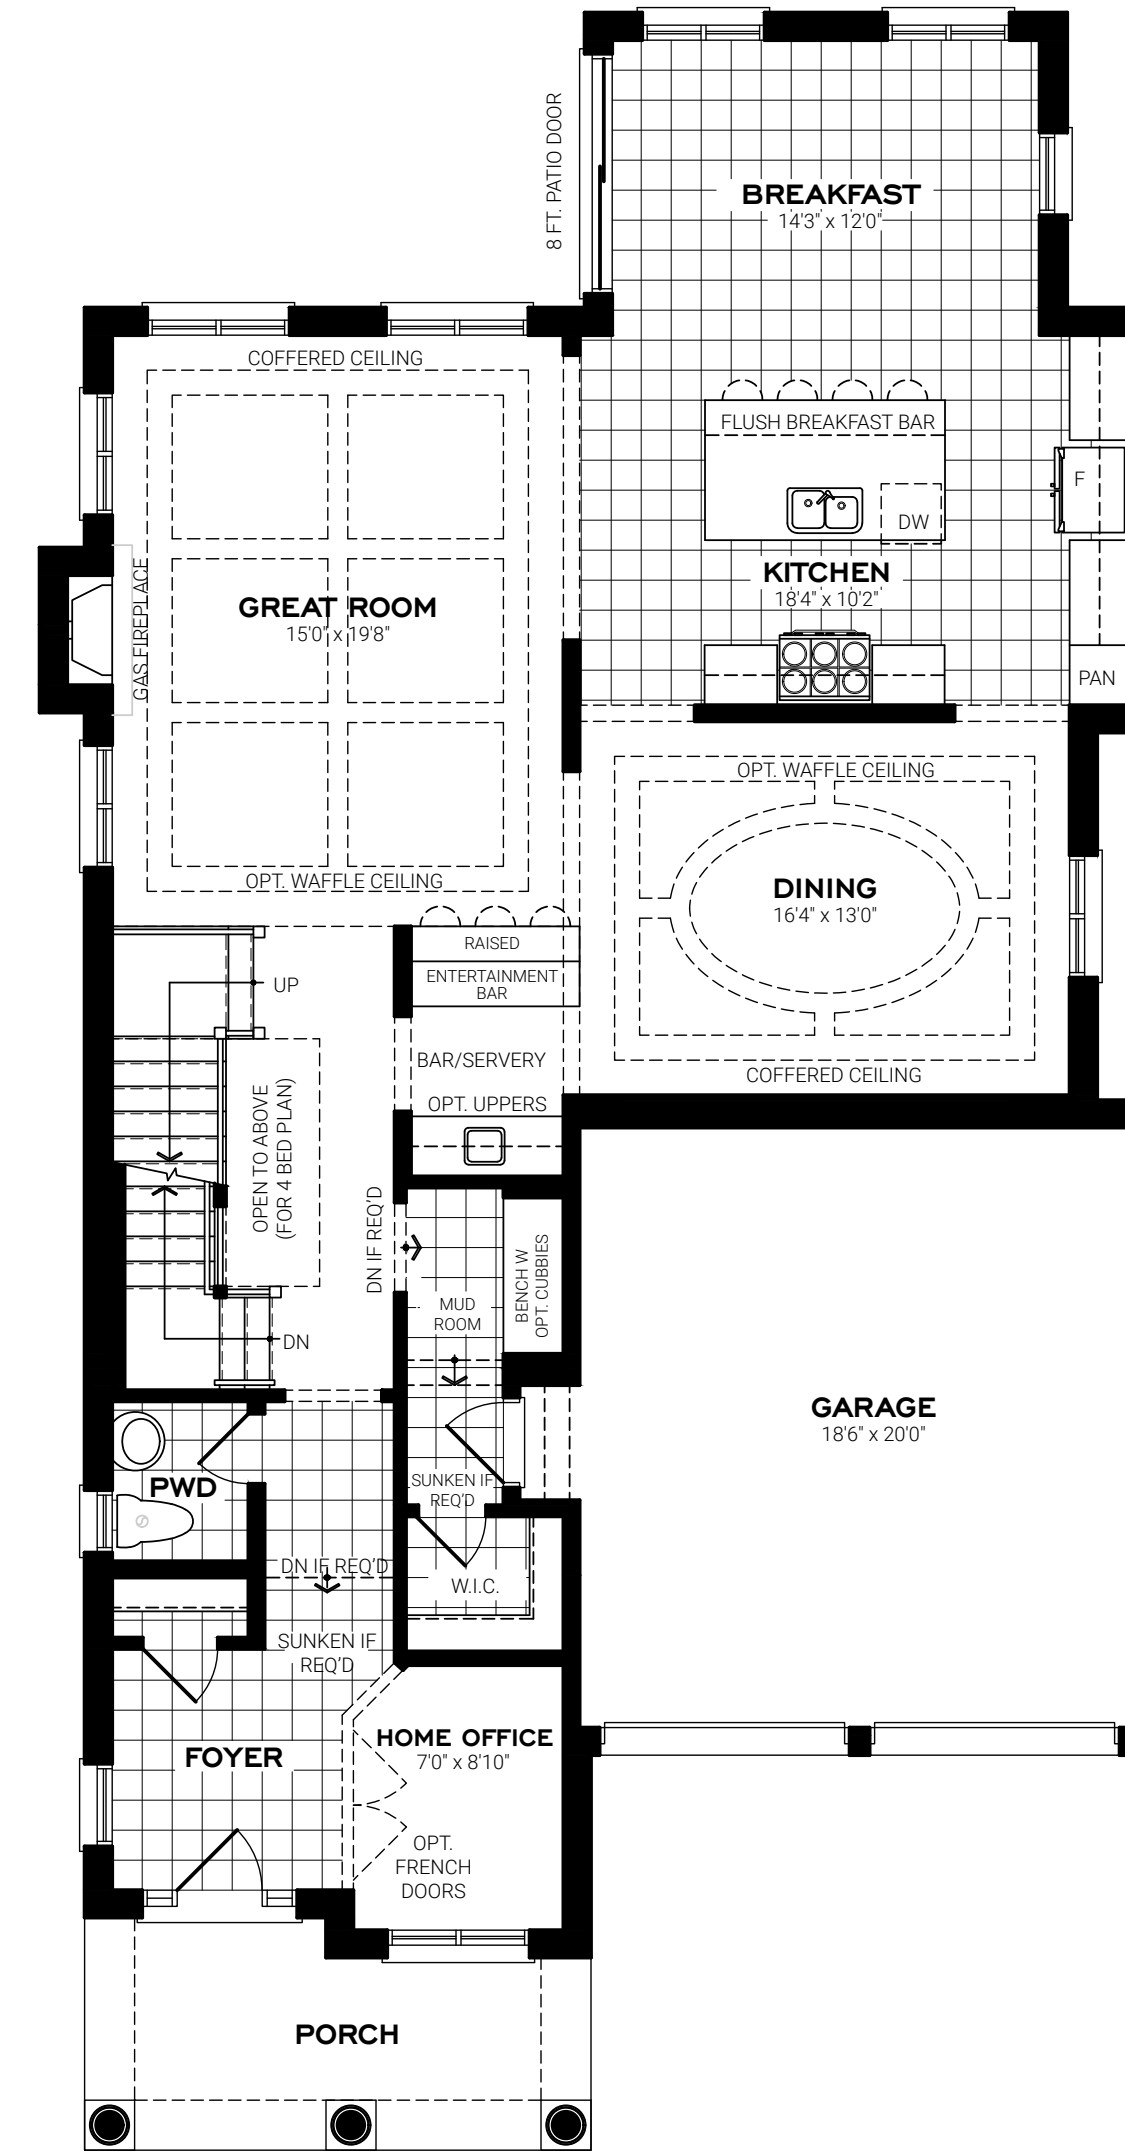 8 FT. PATIO DOOR
BREAKFAST
14'3" x 12'0"
COFFERED CEILING
FLUSH BREAKFAST BAR
F
DW
GAS FIREPLACE
GREAT ROOM
15'0" x 19'8"
KITCHEN
18'4" x 10'2"
PAN
OPT. WAFFLE CEILING
OPT. WAFFLE CEILING
DINING
16'4" x 13'0"
COFFERED CEILING
RAISED
ENTERTAINMENT
BAR
UP
BAR/SERVERY
OPT. UPPERS
OPEN TO ABOVE
(FOR 4 BED PLAN)
DN IF REQ'D
BENCH W
OPT. CUBBIES
MUD
ROOM
DN
GARAGE
18'6" x 20'0"
PWD
SUNKEN IF
REQ'D
DN IF REQ'D
W.I.C.
SUNKEN IF
REQ'D
HOME OFFICE
7'0" x 8'10"
FOYER
OPT.
FRENCH
DOORS
PORCH